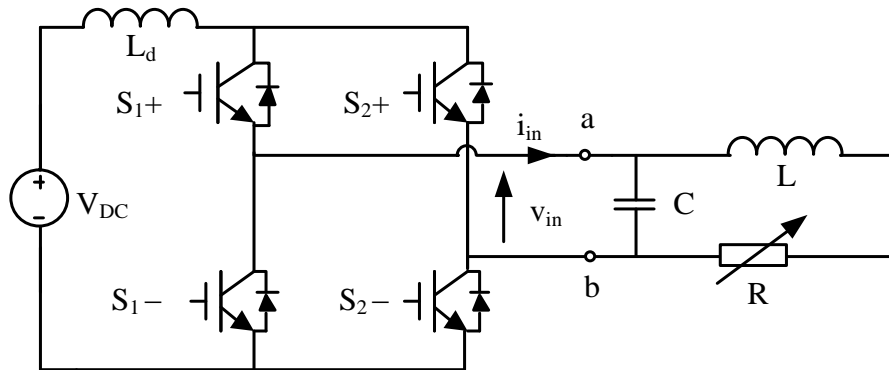 L_d
S_1+
S_2+
i_in
a
V_DC
v_in
C
L
S_1−
S_2−
b
R